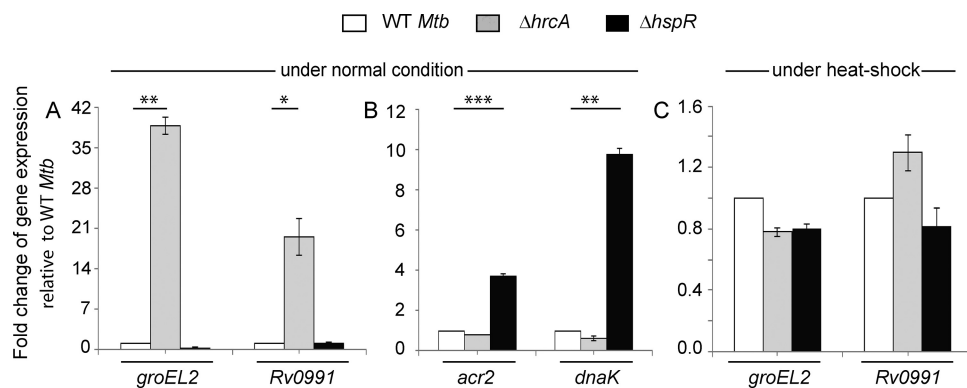 WT Mtb ΔhrcA ΔhspR
under normal condition
under heat-shock
Fold change of gene expression
relative to WT Mtb
A
**
*
42
35
28
21
14
7
0
groEL2 Rv0991
B
***
**
12
10
8
6
4
2
0
acr2 dnaK
C
1.6
1.2
0.8
0.4
0.0
groEL2 Rv0991